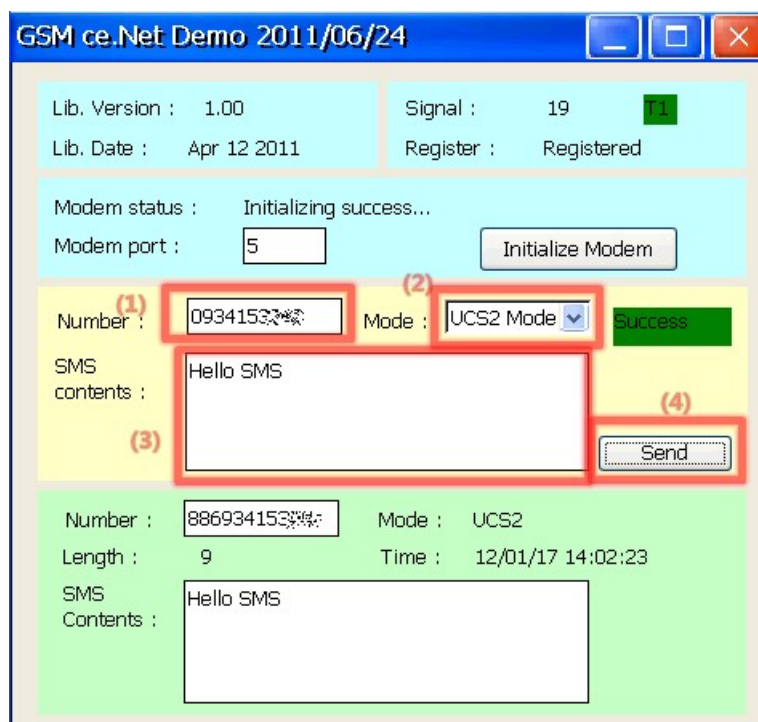 GSM ce.Net Demo 2011/06/24
Lib. Version : 1.00
Signal : 19 T1
Lib. Date : Apr 12 2011
Register : Registered
Modem status : Initializing success...
Modem port : 5 Initialize Modem
(1) (2)
Number : 0934153 Mode : UCS2 Mode Success
SMS contents :
Hello SMS
(3) (4)
Send
Number : 886934153 Mode : UCS2
Length : 9 Time : 12/01/17 14:02:23
SMS Contents :
Hello SMS